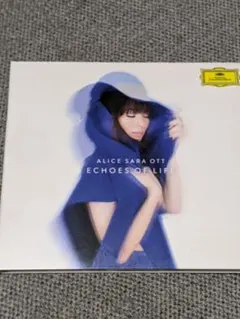 ALICE SARA OTT
ECHOES OF LIFE